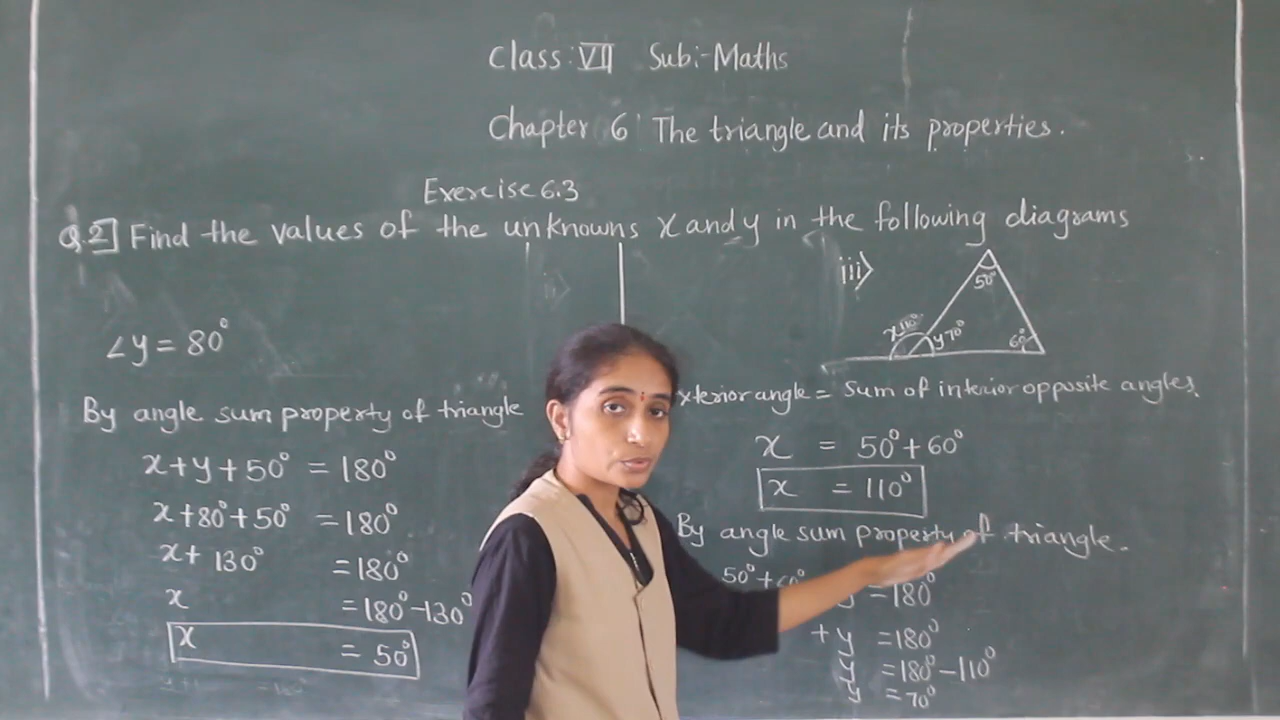 Class: VII Sub:-Maths
Chapter 6 The triangle and its properties.
Exercise 6.3
Q.2] Find the values of the unknowns x and y in the following diagrams
∠y = 80°
By angle sum property of triangle
x+y+50° = 180°
x+80°+50° = 180°
x+ 130° = 180°
x = 180°-130°
x = 50°
iii>
50°
x 110°
y 70°
60°
xterior angle = Sum of interior opposite angles.
x = 50°+60°
x = 110°
By angle sum property of triangle.
50°+60° y = 180°
+ y = 180°
y = 180°-110°
y = 70°